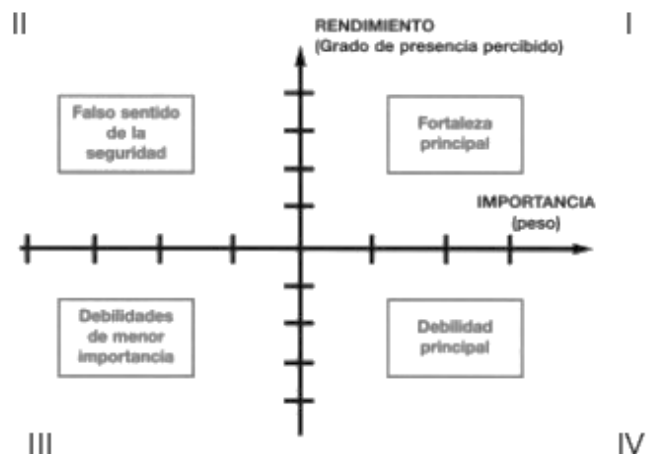 II
RENDIMIENTO
(Grado de presencia percibido)
I
Falso sentido
de la
seguridad
Fortaleza
principal
IMPORTANCIA
(peso)
Debilidades
de menor
importancia
Debilidad
principal
III
IV